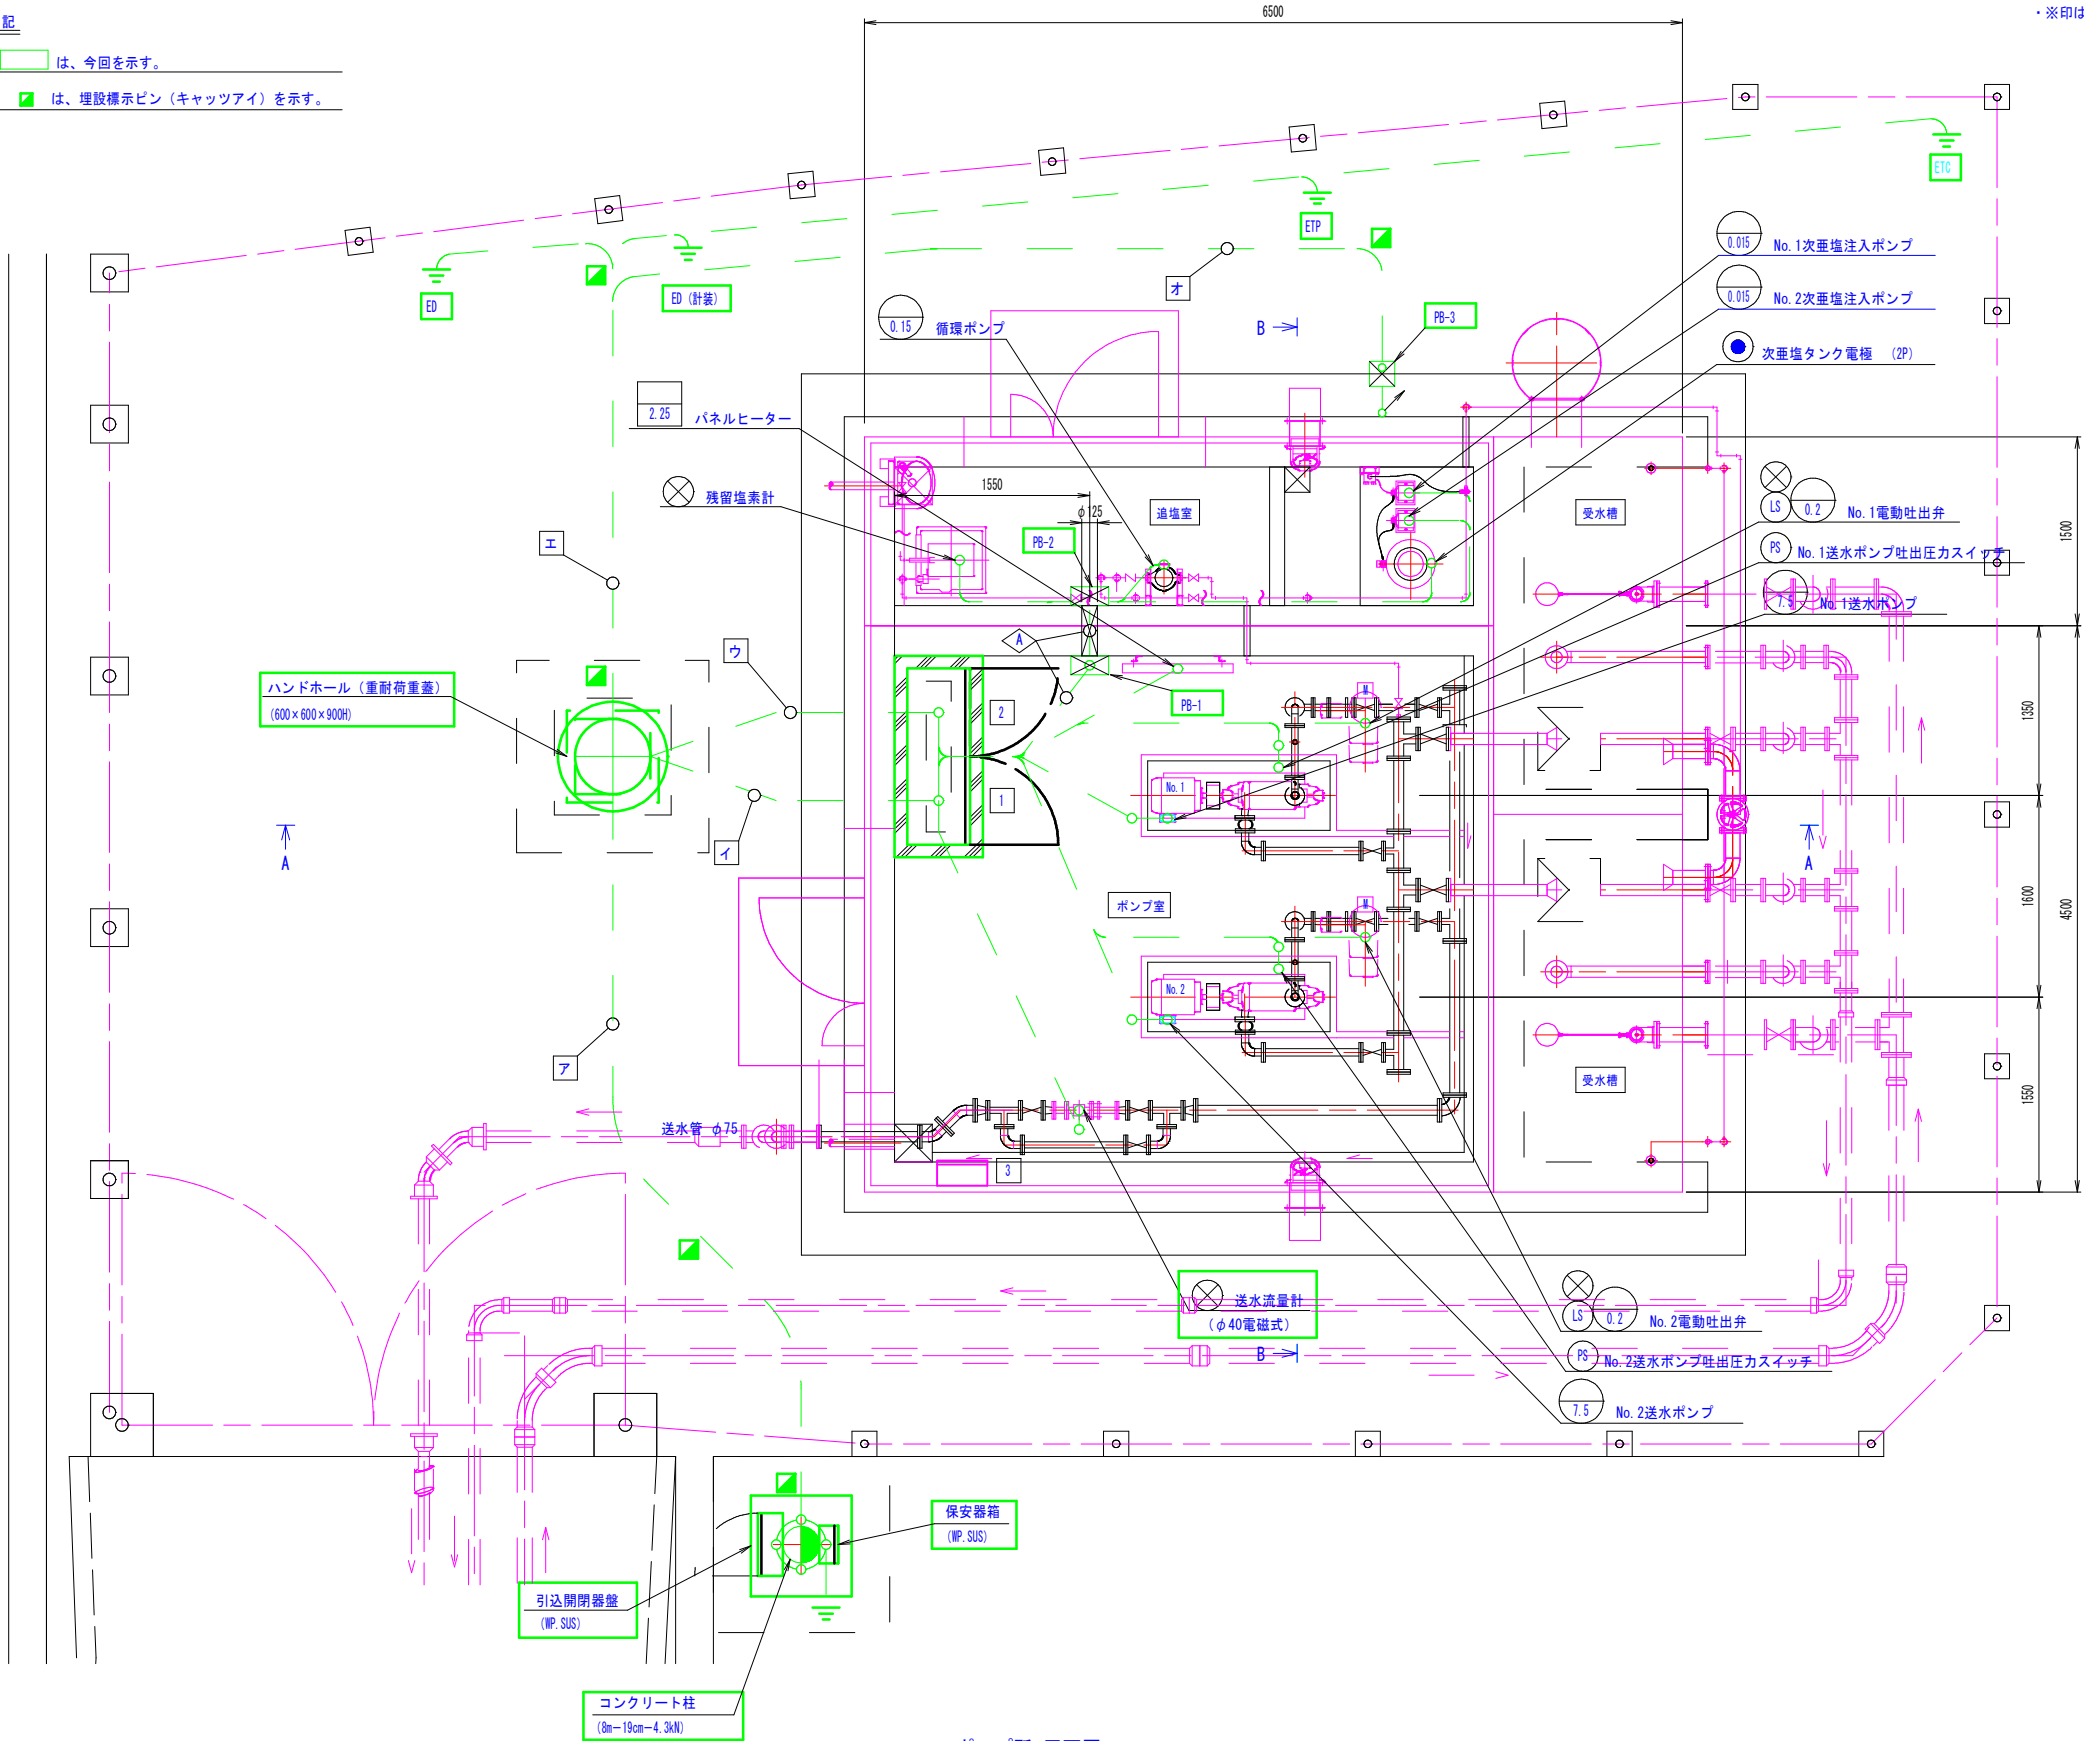 記
は、今回を示す。
は、埋設標示ピン（キャッツアイ）を示す。
・※印は
6500
ETC
ETP
ED
ED（計装）
オ
0.15 循環ポンプ
B
PB-3
0.015 No.1次亜塩注入ポンプ
0.015 No.2次亜塩注入ポンプ
次亜塩タンク電極 （2P）
2.25 パネルヒーター
残留塩素計
1550
φ125
追塩室
PB-2
受水槽
LS 0.2 No.1電動吐出弁
PS No.1送水ポンプ吐出圧力スイッチ
7.5 No.1送水ポンプ
1500
エ
A
ウ
ハンドホール（重耐荷重蓋）
(600×600×900H)
2
PB-1
M
1350
No.1
1
イ
A
A
ポンプ室
M
1600
4500
No.2
ア
受水槽
1550
送水管 φ75
3
送水流量計
（φ40電磁式）
LS 0.2 No.2電動吐出弁
B
PS No.2送水ポンプ吐出圧力スイッチ
7.5 No.2送水ポンプ
保安器箱
(WP.SUS)
引込開閉器盤
(WP.SUS)
コンクリート柱
(8m−19cm−4.3kN)